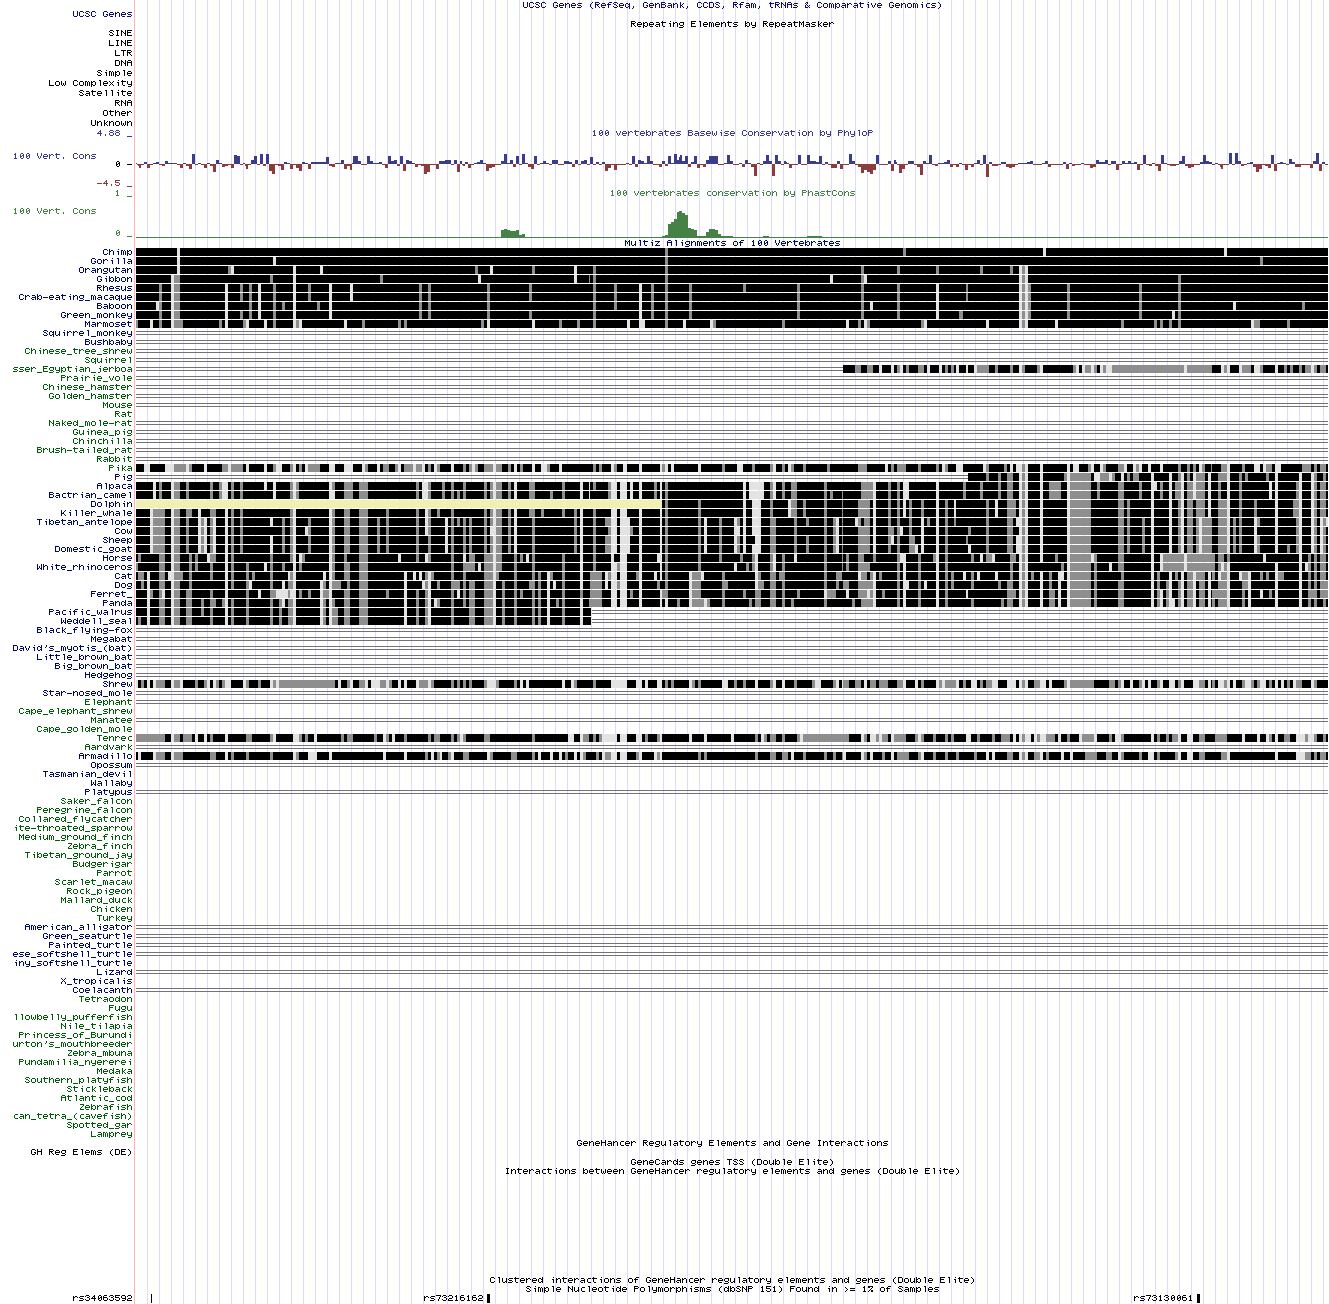 UCSC Genes (RefSeq, GenBank, CCDS, Rfam, tRNAs & Comparative Genomics)
UCSC Genes
Repeating Elements by RepeatMasker
SINE
LINE
LTR
DNA
Simple
Low Complexity
Satellite
RNA
Other
Unknown
4.88 _
100 vertebrates Basewise Conservation by PhyloP
100 Vert. Cons
0 -
-4.5 _
1 _
100 vertebrates conservation by PhastCons
100 Vert. Cons
0 _
Multiz Alignments of 100 Vertebrates
Chimp
Gorilla
Orangutan
Gibbon
Rhesus
Crab-eating_macaque
Baboon
Green_monkey
Marmoset
Squirrel_monkey
Bushbaby
Chinese_tree_shrew
Squirrel
sser_Egyptian_jerboa
Prairie_vole
Chinese_hamster
Golden_hamster
Mouse
Rat
Naked_mole-rat
Guinea_pig
Chinchilla
Brush-tailed_rat
Rabbit
Pika
Pig
Alpaca
Bactrian_camel
Dolphin
Killer_whale
Tibetan_antelope
Cow
Sheep
Domestic_goat
Horse
White_rhinoceros
Cat
Dog
Ferret_
Panda
Pacific_walrus
Weddell_seal
Black_flying-fox
Megabat
David's_myotis_(bat)
Little_brown_bat
Big_brown_bat
Hedgehog
Shrew
Star-nosed_mole
Elephant
Cape_elephant_shrew
Manatee
Cape_golden_mole
Tenrec
Aardvark
Armadillo
Opossum
Tasmanian_devil
Wallaby
Platypus
Saker_falcon
Peregrine_falcon
Collared_flycatcher
ite-throated_sparrow
Medium_ground_finch
Zebra_finch
Tibetan_ground_jay
Budgerigar
Parrot
Scarlet_macaw
Rock_pigeon
Mallard_duck
Chicken
Turkey
American_alligator
Green_seaturtle
Painted_turtle
ese_softshell_turtle
iny_softshell_turtle
Lizard
X_tropicalis
Coelacanth
Tetraodon
Fugu
llowbelly_pufferfish
Nile_tilapia
Princess_of_Burundi
urton's_mouthbreeder
Zebra_mbuna
Pundamilia_nyererei
Medaka
Southern_platyfish
Stickleback
Atlantic_cod
Zebrafish
can_tetra_(cavefish)
Spotted_gar
Lamprey
GeneHancer Regulatory Elements and Gene Interactions
GH Reg Elems (DE)
GeneCards genes TSS (Double Elite)
Interactions between GeneHancer regulatory elements and genes (Double Elite)
Clustered interactions of GeneHancer regulatory elements and genes (Double Elite)
Simple Nucleotide Polymorphisms (dbSNP 151) Found in >= 1% of Samples
rs34063592 rs73216162 rs73130061